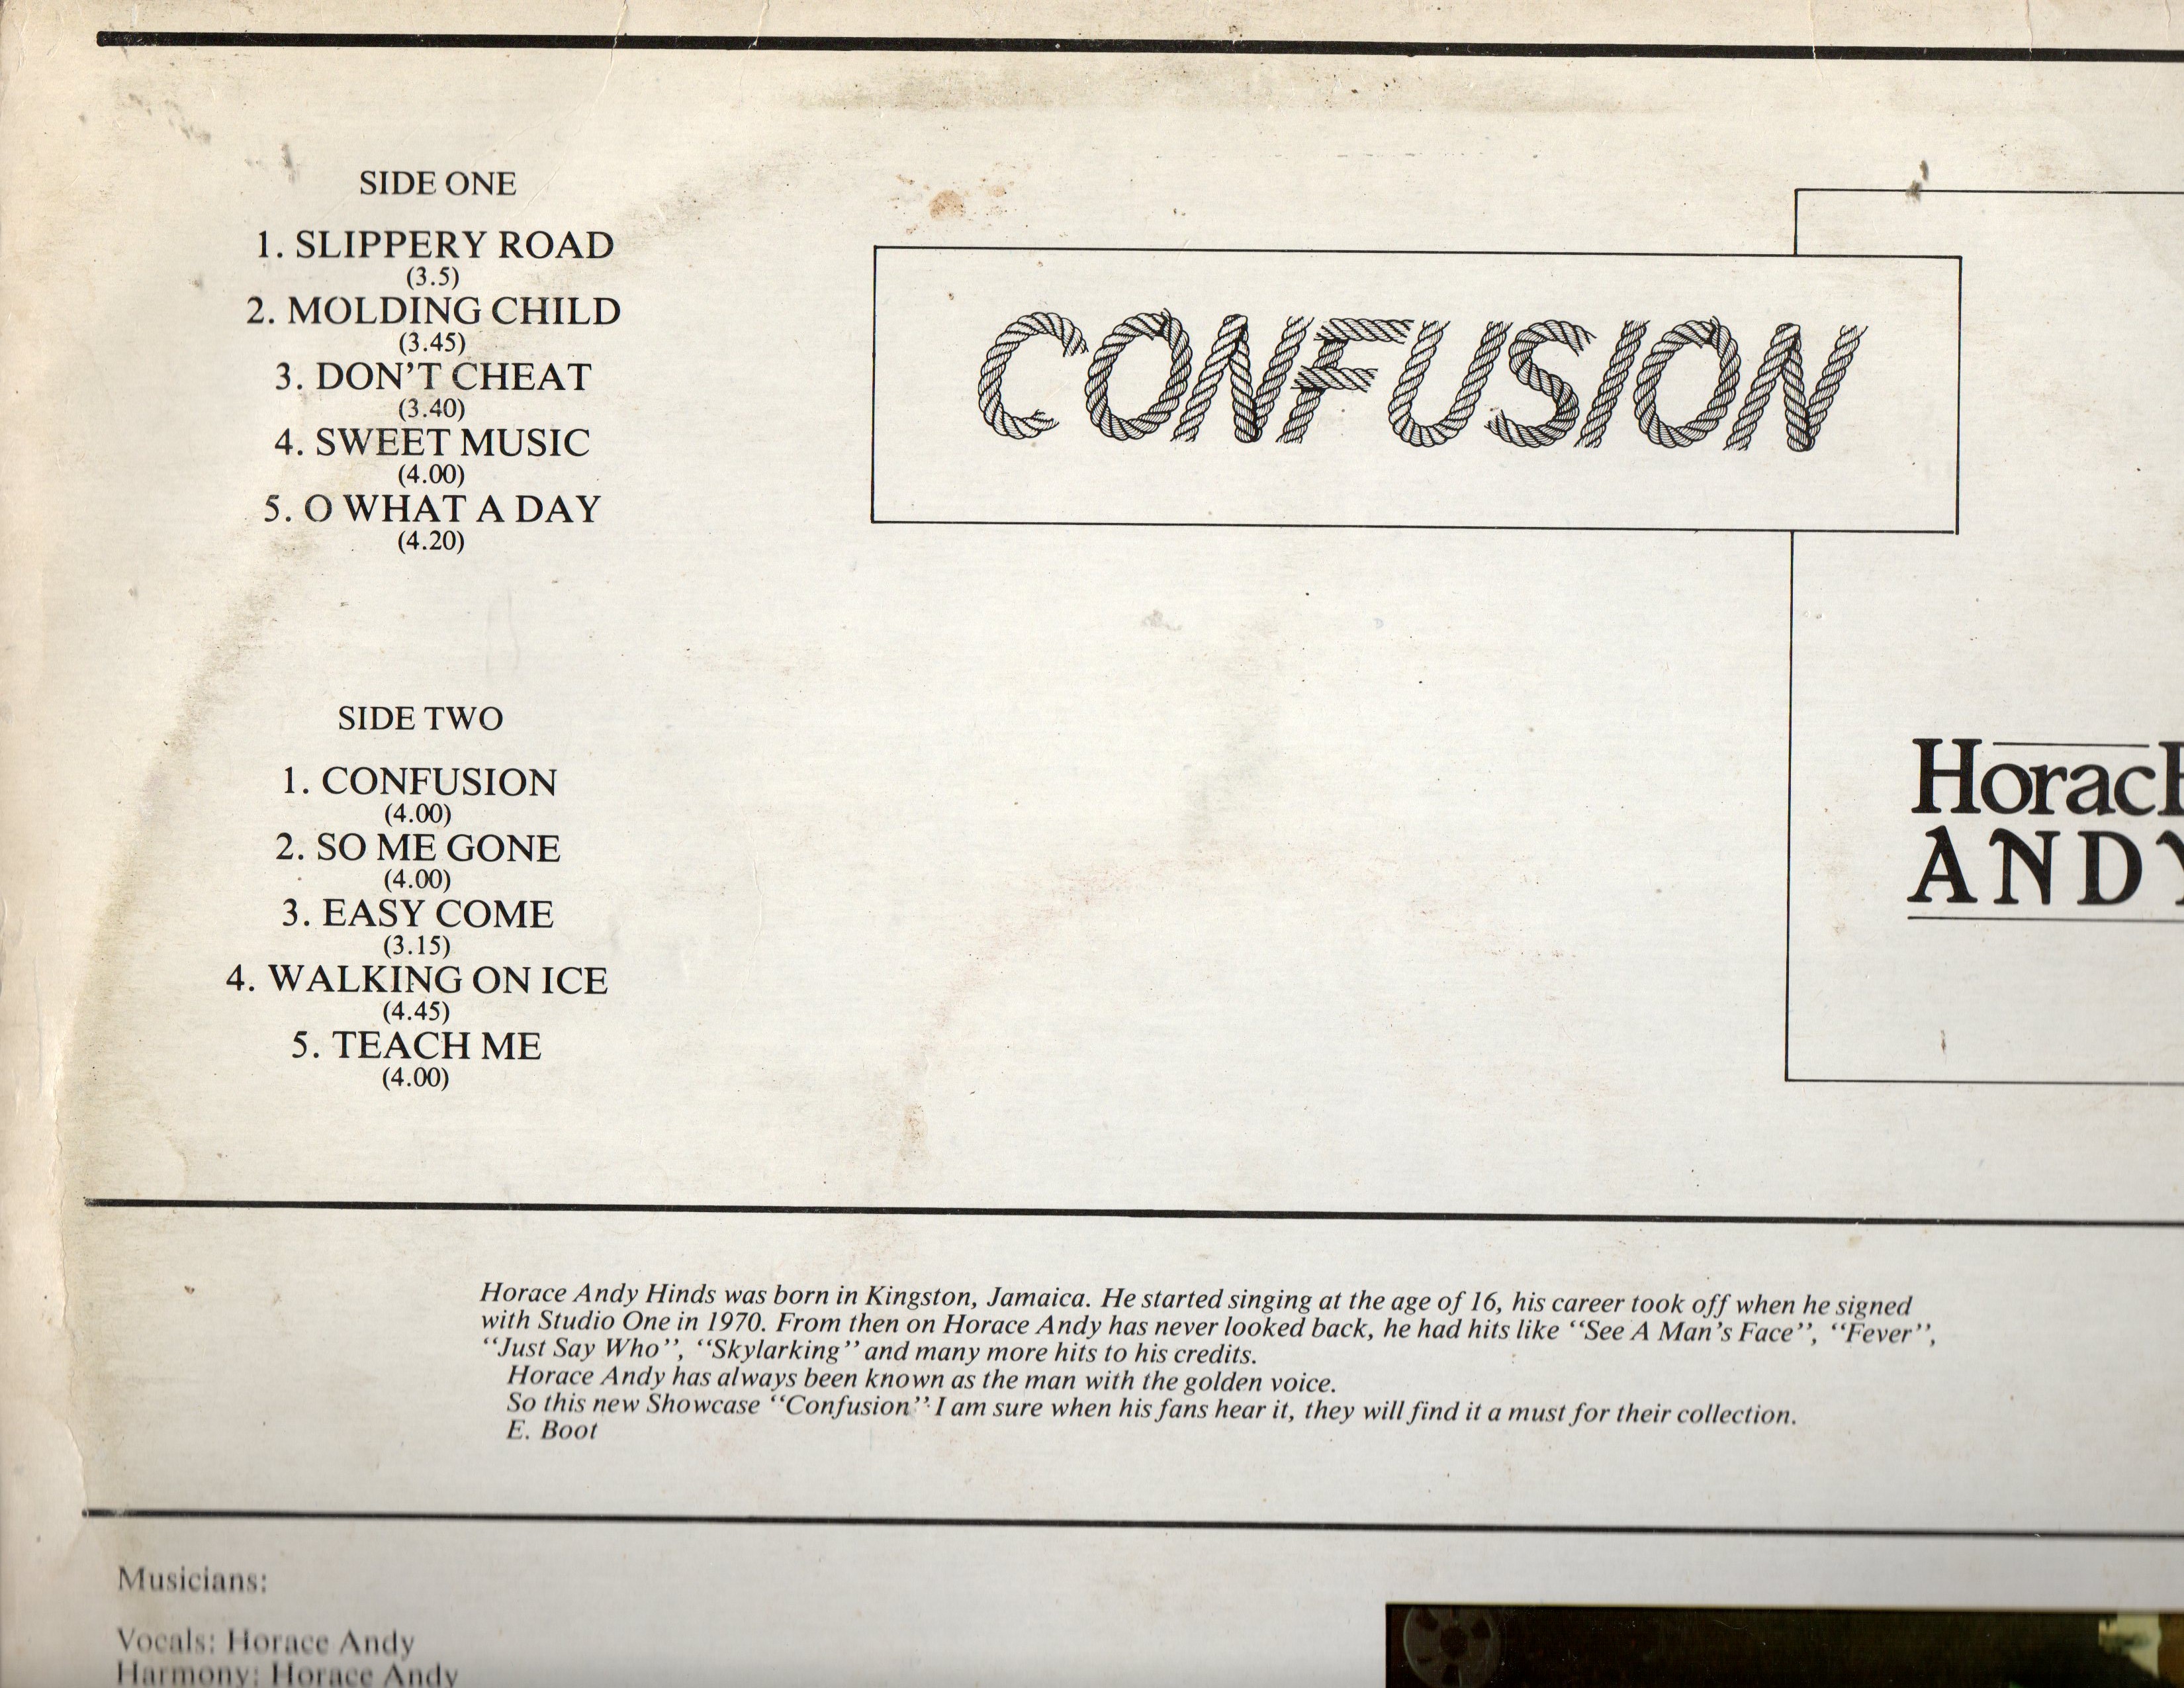 SIDE ONE
1. SLIPPERY ROAD
(3.5)
2. MOLDING CHILD
(3.45)
3. DON'T CHEAT
(3.40)
4. SWEET MUSIC
(4.00)
5. O WHAT A DAY
(4.20)
CONFUSION
SIDE TWO
1. CONFUSION
(4.00)
2. SO ME GONE
(4.00)
3. EASY COME
(3.15)
4. WALKING ON ICE
(4.45)
5. TEACH ME
(4.00)
HoracE
ANDY
Horace Andy Hinds was born in Kingston, Jamaica. He started singing at the age of 16, his career took off when he signed
with Studio One in 1970. From then on Horace Andy has never looked back, he had hits like "See A Man's Face", "Fever",
"Just Say Who", "Skylarking" and many more hits to his credits.
Horace Andy has always been known as the man with the golden voice.
So this new Showcase "Confusion" I am sure when his fans hear it, they will find it a must for their collection.
E. Boot
Musicians:
Vocals: Horace Andy
Harmony: Horace Andy